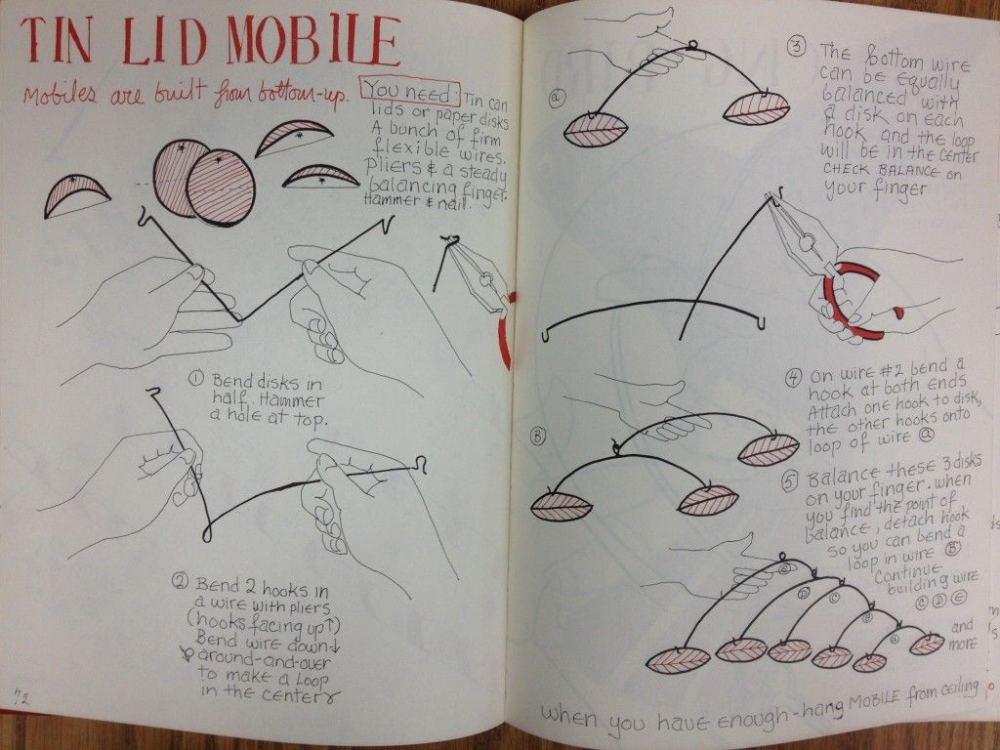 TIN LID MOBILE
Mobiles are built from bottom-up.
You need: Tin can
lids or paper disks
A bunch of firm
flexible wires.
Pliers & a steady
balancing finger.
Hammer & nail.
① Bend disks in
half. Hammer
a hole at top.
② Bend 2 hooks in
a wire with pliers
(hooks facing up↑)
Bend wire down↓
around-and-over
to make a loop
in the center
72
③ The bottom wire
can be equally
balanced with
a disk on each
hook and the loop
will be in the center
CHECK BALANCE on
your finger
ⓐ
④ On wire #2 bend a
hook at both ends
Attach one hook to disk,
the other hooks onto
loop of wire ⓐ
Ⓑ
⑤ Balance these 3 disks
on your finger. when
you find the point of
balance, detach hook
so you can bend a
loop in wire Ⓑ
Continue
building wire
Ⓒ Ⓓ Ⓔ
and
more
ⓔ ⓓ ⓒ Ⓑ ⓐ
when you have enough-hang MOBILE from ceiling